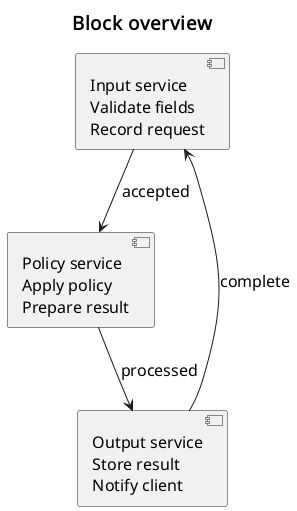 Block overview
Input service
Validate fields
Record request
accepted
Policy service
Apply policy
Prepare result
complete
processed
Output service
Store result
Notify client